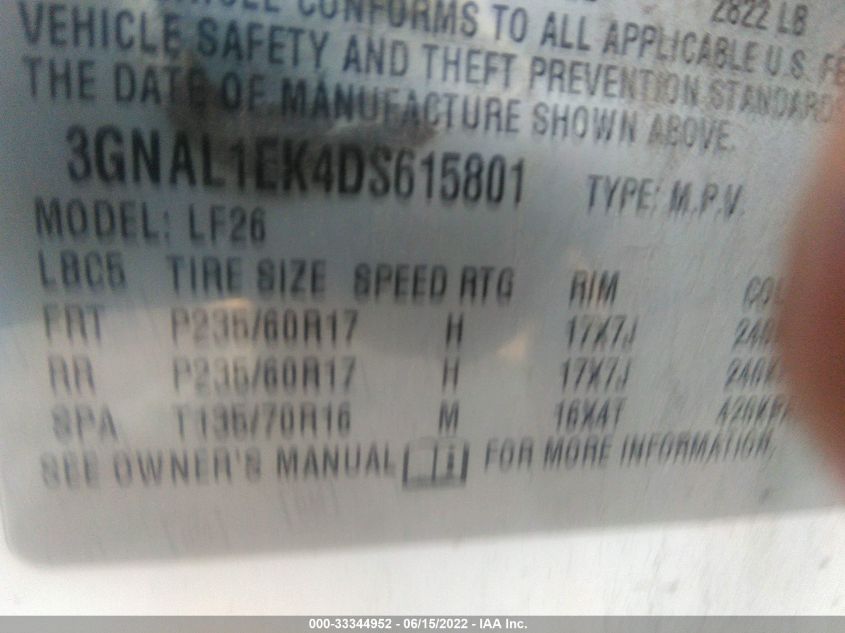 2822 LB
CONFORMS TO ALL APPLICABLE U.S.
VEHICLE SAFETY AND THEFT PREVENTION STANDARDS
THE DATE OF MANUFACTURE SHOWN ABOVE.
3GNAL1EK4DS615801 TYPE: M.P.V.
MODEL: LF26
LBC5 TIRE SIZE SPEED RTG RIM
FRT P235/60R17 H 17X7J
RR P235/60R17 H 17X7J
SPA T135/70R16 M 16X4T
SEE OWNER'S MANUAL FOR MORE INFORMATION.
000-33344952 - 06/15/2022 - IAA Inc.